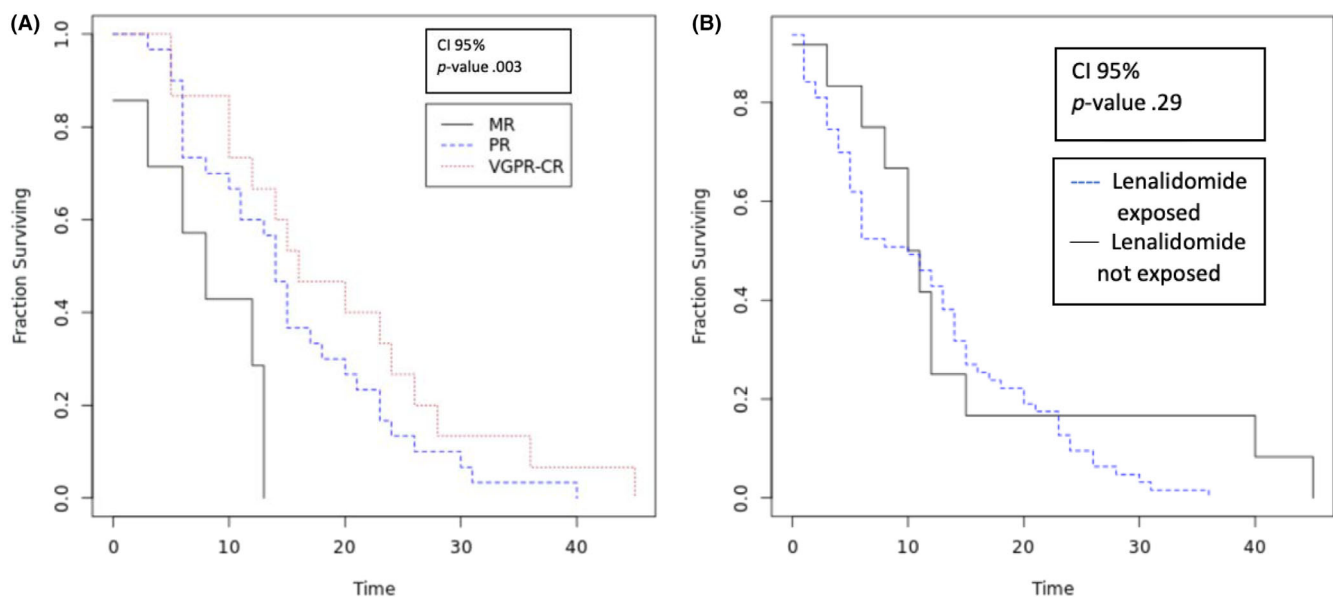 (A)
CI 95%
p-value .003
MR
PR
VGPR-CR
1.0
0.8
0.6
0.4
0.2
0.0
Fraction Surviving
0 10 20 30 40
Time
(B)
CI 95%
p-value .29
Lenalidomide
exposed
Lenalidomide
not exposed
0.8
0.6
0.4
0.2
0.0
Fraction Surviving
0 10 20 30 40
Time